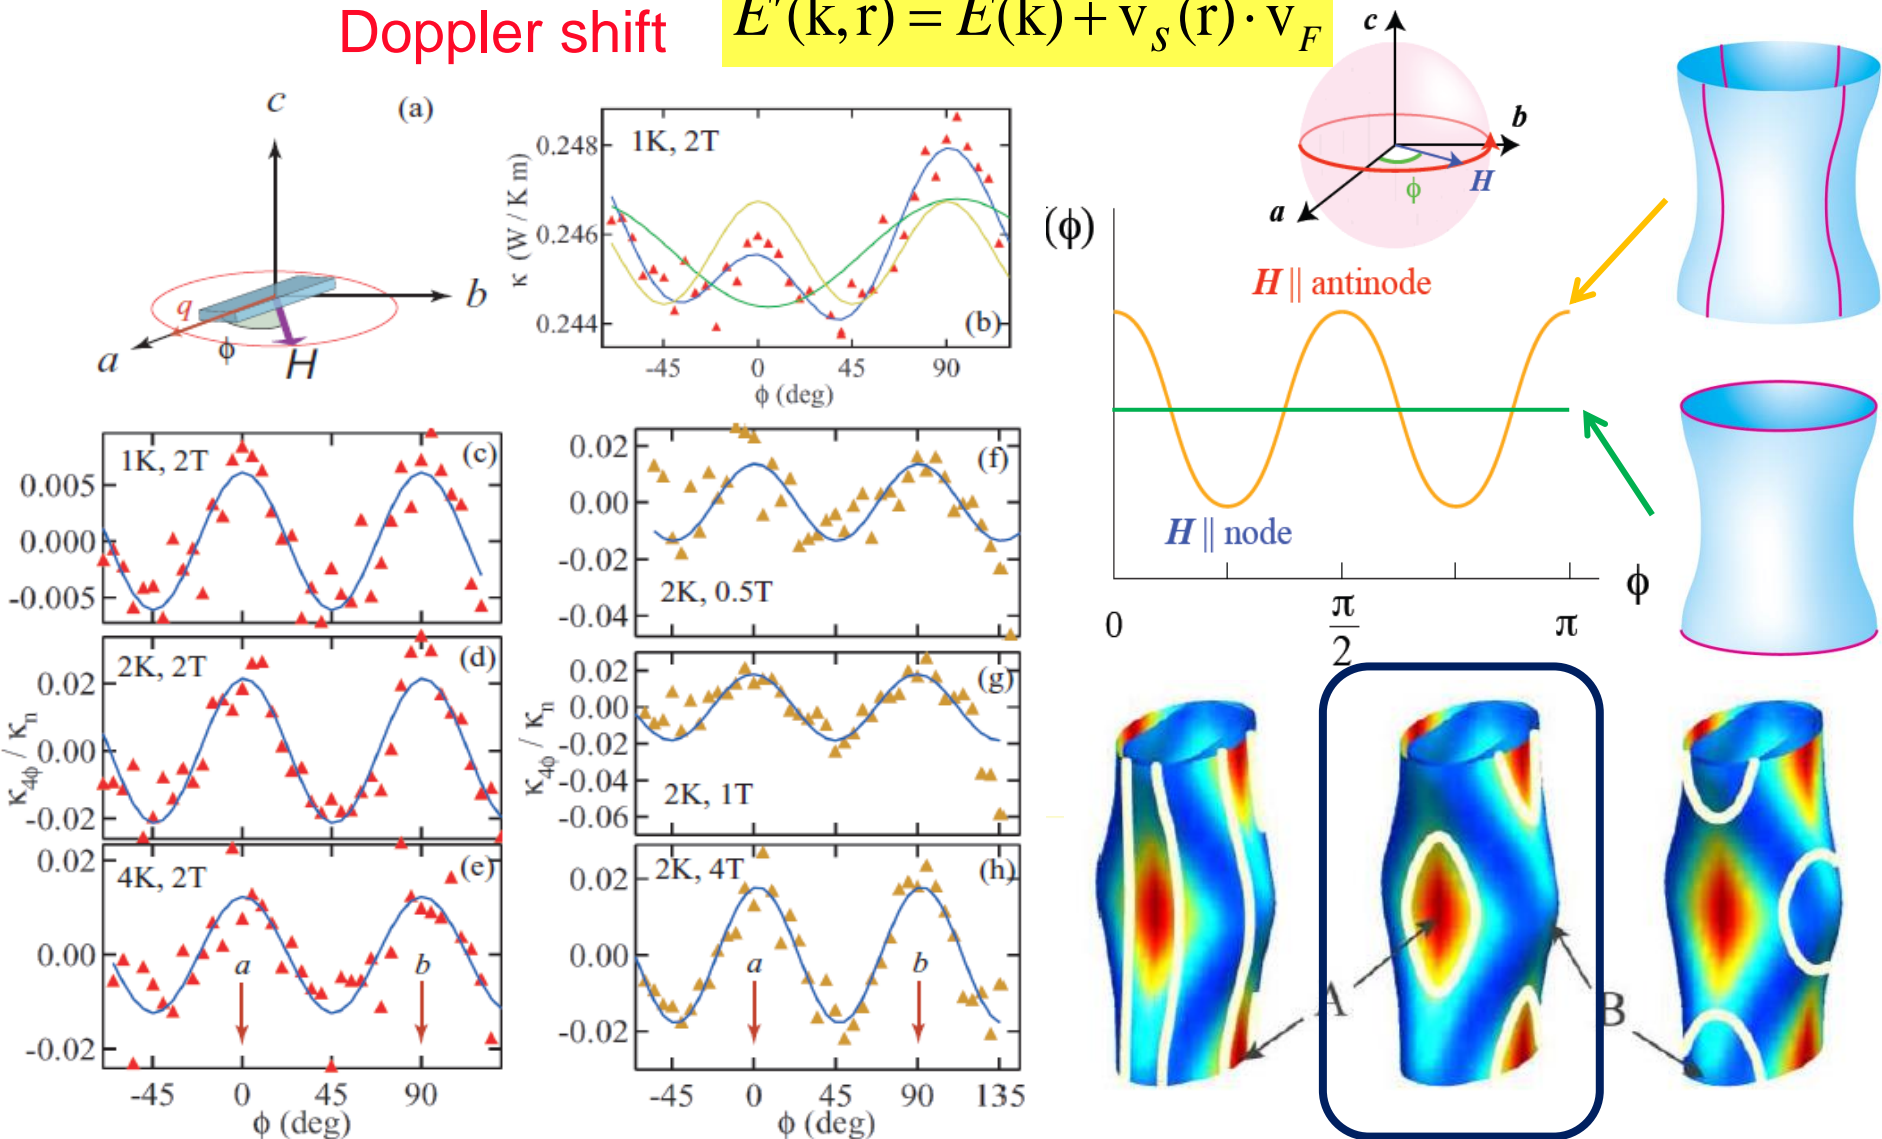 Doppler shift
E'(k,r) = E(k) + v_s(r) · v_F
(a)
c
b
a
q
ϕ
H
1K, 2T
(b)
κ (W / K m)
0.248
0.246
0.244
-45 0 45 90
ϕ (deg)
c
b
a
H
ϕ
(ϕ)
H || antinode
H || node
0
π/2
π
ϕ
1K, 2T
(c)
0.005
0.000
-0.005
2K, 2T
(d)
0.02
0.00
-0.02
κ4ϕ / κn
4K, 2T
(e)
0.02
0.00
-0.02
a
b
-45 0 45 90
ϕ (deg)
(f)
0.02
0.00
-0.02
-0.04
2K, 0.5T
(g)
0.02
0.00
-0.02
-0.04
-0.06
2K, 1T
κ4ϕ / κn
2K, 4T
(h)
0.02
0.00
-0.02
a
b
-45 0 45 90 135
ϕ (deg)
A
B